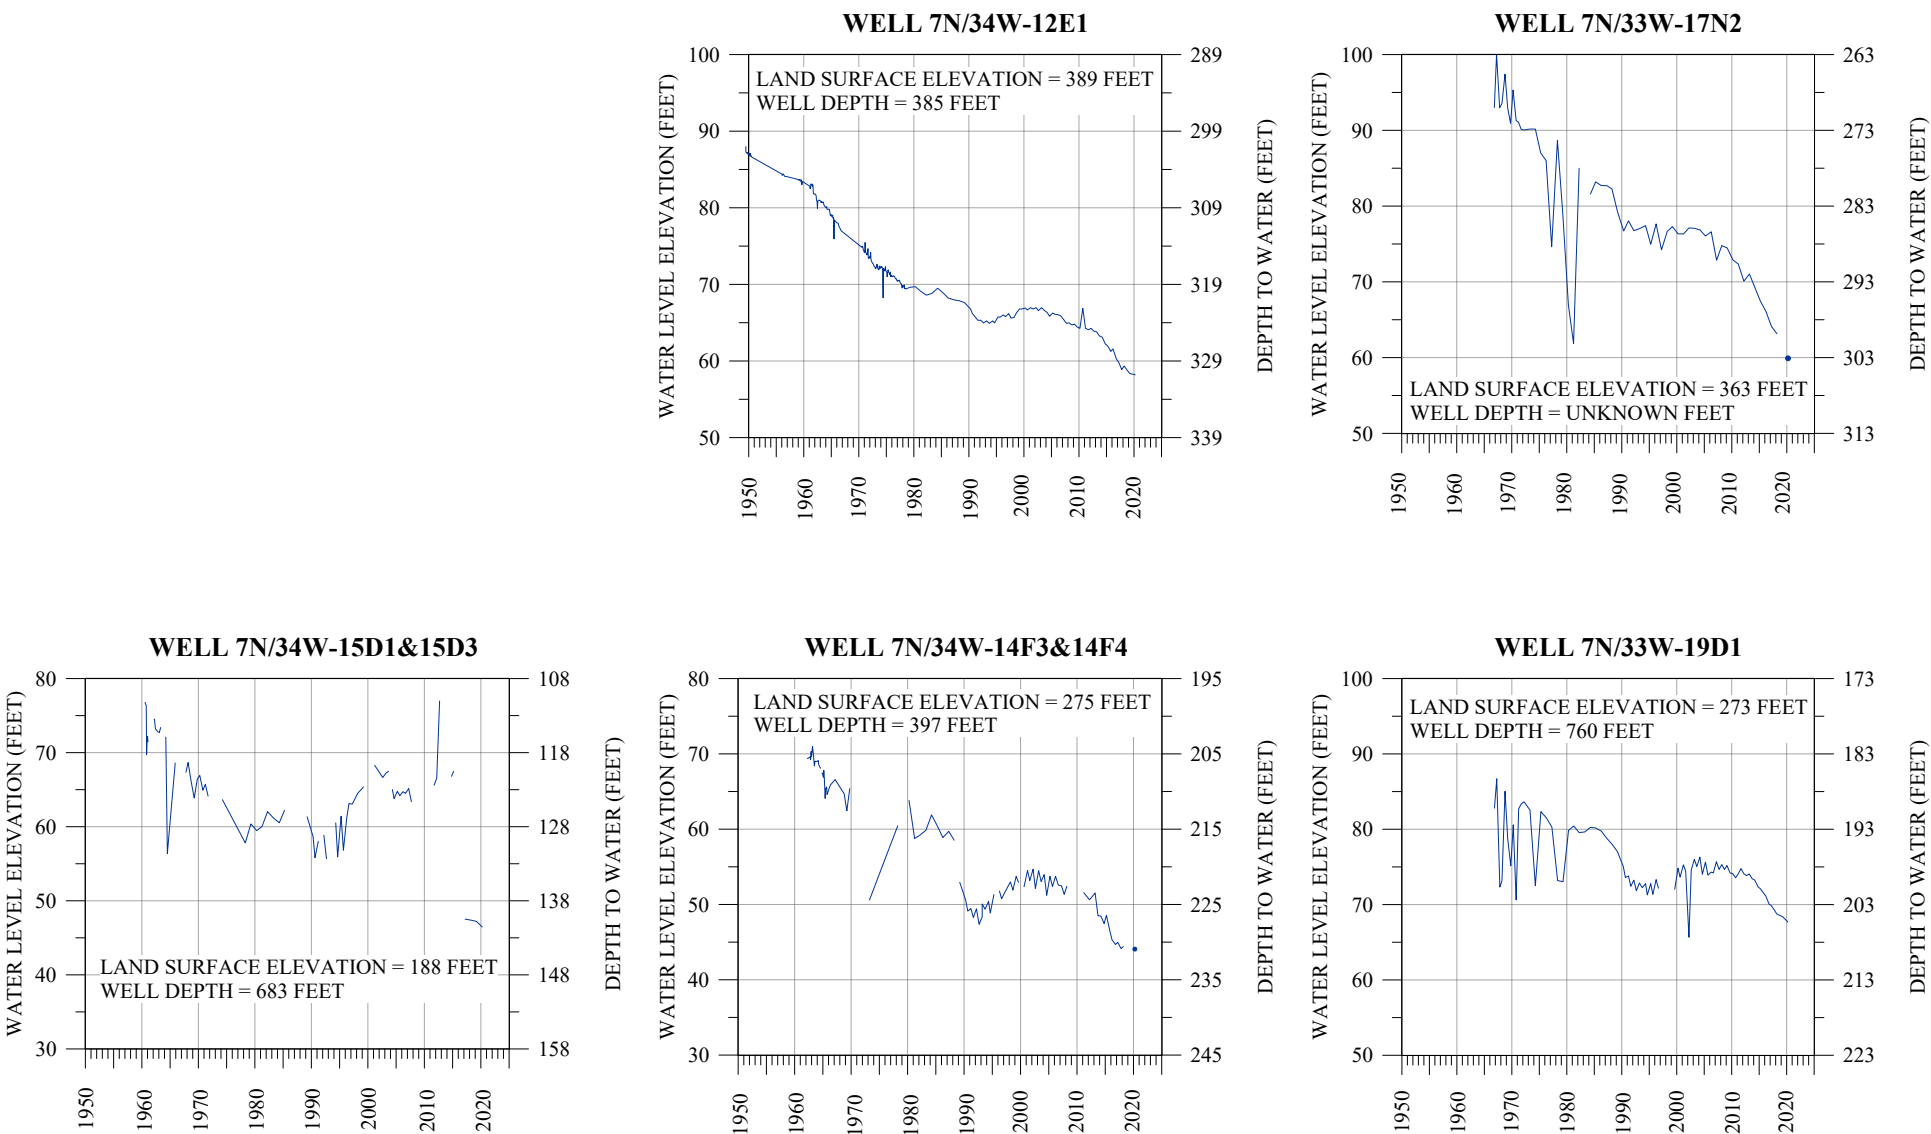 WELL 7N/34W-12E1
100
90
80
70
60
50
WATER LEVEL ELEVATION (FEET)
LAND SURFACE ELEVATION = 389 FEET
WELL DEPTH = 385 FEET
289
299
309
319
329
339
DEPTH TO WATER (FEET)
1950 1960 1970 1980 1990 2000 2010 2020
WELL 7N/33W-17N2
100
90
80
70
60
50
WATER LEVEL ELEVATION (FEET)
LAND SURFACE ELEVATION = 363 FEET
WELL DEPTH = UNKNOWN FEET
263
273
283
293
303
313
DEPTH TO WATER (FEET)
1950 1960 1970 1980 1990 2000 2010 2020
WELL 7N/34W-15D1&15D3
80
70
60
50
40
30
WATER LEVEL ELEVATION (FEET)
LAND SURFACE ELEVATION = 188 FEET
WELL DEPTH = 683 FEET
108
118
128
138
148
158
DEPTH TO WATER (FEET)
1950 1960 1970 1980 1990 2000 2010 2020
WELL 7N/34W-14F3&14F4
80
70
60
50
40
30
WATER LEVEL ELEVATION (FEET)
LAND SURFACE ELEVATION = 275 FEET
WELL DEPTH = 397 FEET
195
205
215
225
235
245
DEPTH TO WATER (FEET)
1950 1960 1970 1980 1990 2000 2010 2020
WELL 7N/33W-19D1
100
90
80
70
60
50
WATER LEVEL ELEVATION (FEET)
LAND SURFACE ELEVATION = 273 FEET
WELL DEPTH = 760 FEET
173
183
193
203
213
223
DEPTH TO WATER (FEET)
1950 1960 1970 1980 1990 2000 2010 2020